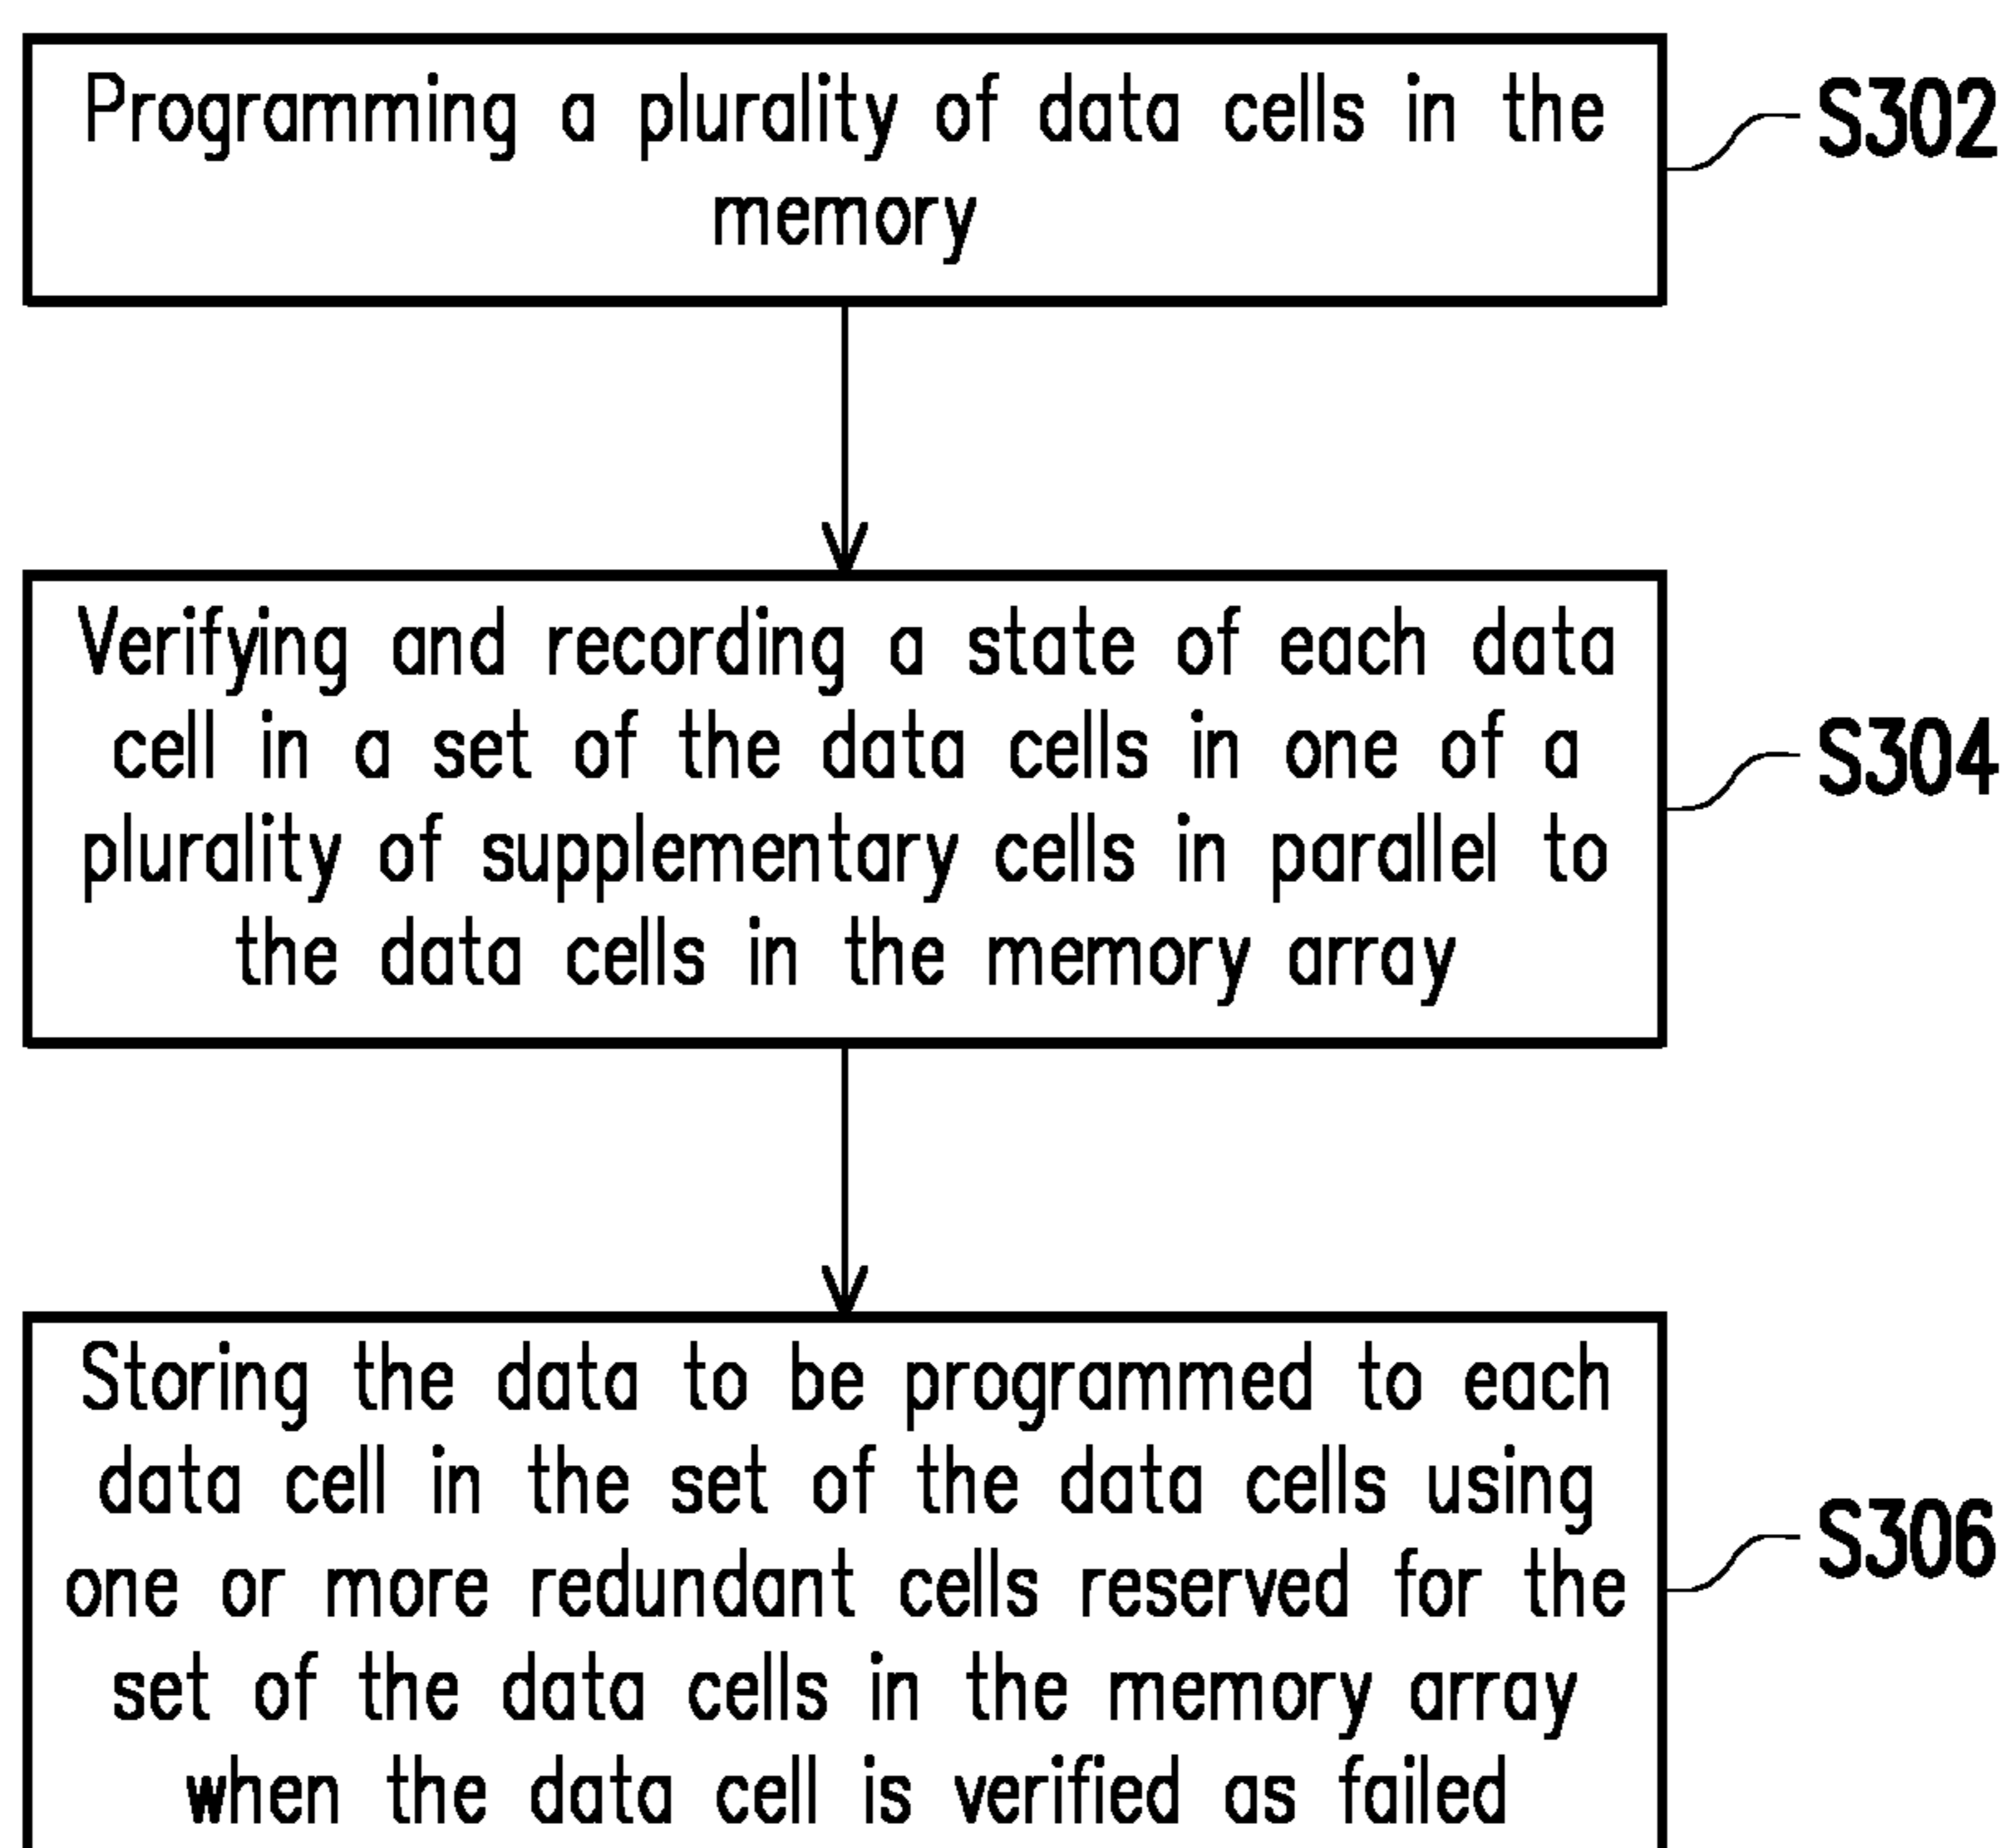 Programming a plurality of data cells in the
memory
S302
Verifying and recording a state of each data
cell in a set of the data cells in one of a
plurality of supplementary cells in parallel to
the data cells in the memory array
S304
Storing the data to be programmed to each
data cell in the set of the data cells using
one or more redundant cells reserved for the
set of the data cells in the memory array
when the data cell is verified as failed
S306